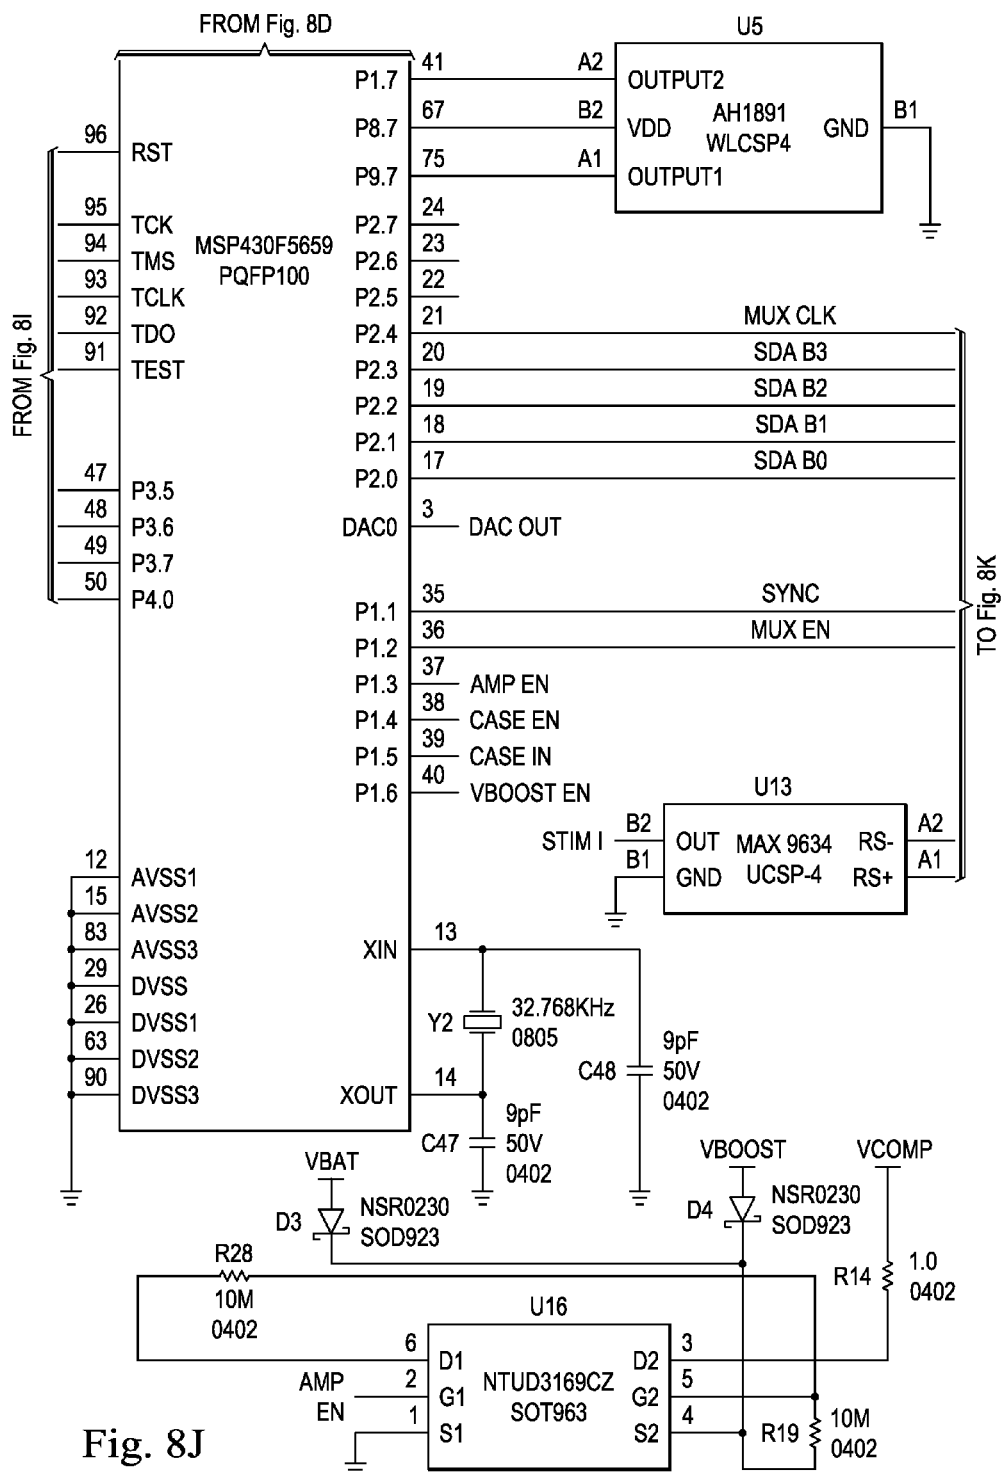 FROM Fig. 8D
U5
41
P1.7
A2
OUTPUT2
67
P8.7
B2
VDD
AH1891
WLCSP4
GND
B1
75
P9.7
A1
OUTPUT1
96
RST
95
TCK
94
TMS
93
TCLK
92
TDO
91
TEST
FROM Fig. 8I
MSP430F5659
PQFP100
24
P2.7
23
P2.6
22
P2.5
21
P2.4
MUX CLK
20
P2.3
SDA B3
19
P2.2
SDA B2
18
P2.1
SDA B1
17
P2.0
SDA B0
47
P3.5
48
P3.6
49
P3.7
50
P4.0
3
DAC0
DAC OUT
35
P1.1
SYNC
36
P1.2
MUX EN
TO Fig. 8K
37
P1.3
AMP EN
38
P1.4
CASE EN
39
P1.5
CASE IN
40
P1.6
VBOOST EN
U13
STIM I
B2
OUT
MAX 9634
UCSP-4
RS-
A2
B1
GND
RS+
A1
12
AVSS1
15
AVSS2
83
AVSS3
29
DVSS
26
DVSS1
63
DVSS2
90
DVSS3
13
XIN
Y2
32.768KHz
0805
14
XOUT
C48
9pF
50V
0402
C47
9pF
50V
0402
VBAT
D3
NSR0230
SOD923
VBOOST
D4
NSR0230
SOD923
VCOMP
R14
1.0
0402
R28
10M
0402
U16
6
D1
AMP
EN
2
G1
1
S1
NTUD3169CZ
SOT963
3
D2
5
G2
4
S2
R19
10M
0402
Fig. 8J